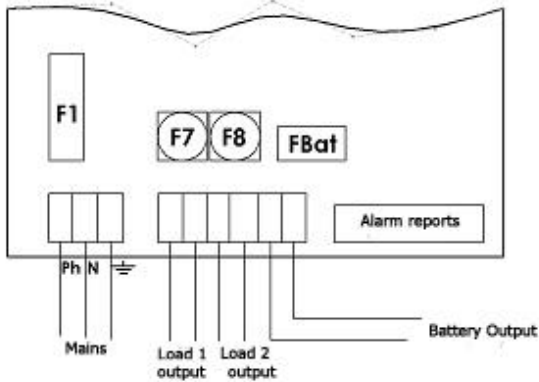 F1
F7
F8
FBat
Alarm reports
Ph N
Mains
Load 1
output
Load 2
output
Battery Output